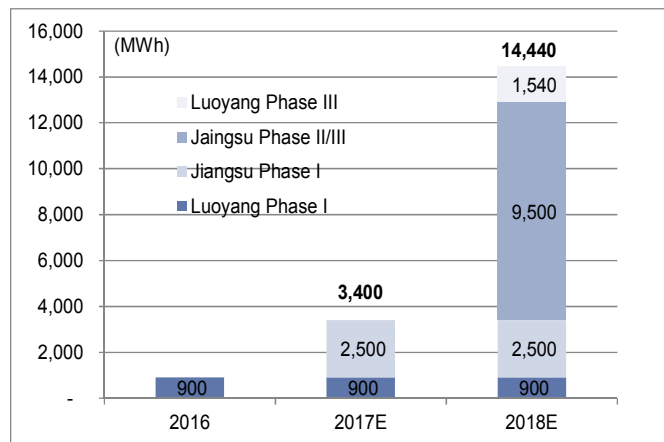 16,000
(MWh)
14,440
14,000
1,540
Luoyang Phase III
12,000
Jaingsu Phase II/III
Jiangsu Phase I
10,000
Luoyang Phase I
8,000
9,500
6,000
3,400
4,000
2,500
2,500
2,000
900
900
900
-
2016
2017E
2018E